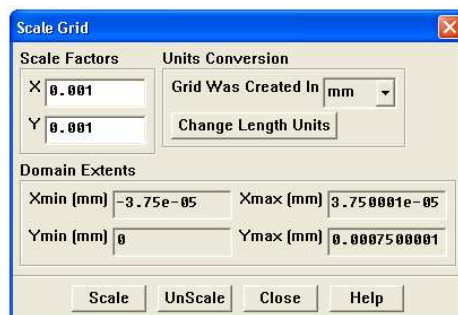 Scale Grid
Scale Factors
X 0.001
Y 0.001
Units Conversion
Grid Was Created In mm
Change Length Units
Domain Extents
Xmin (mm) -3.75e-05 Xmax (mm) 3.750001e-05
Ymin (mm) 0 Ymax (mm) 0.0007500001
Scale UnScale Close Help